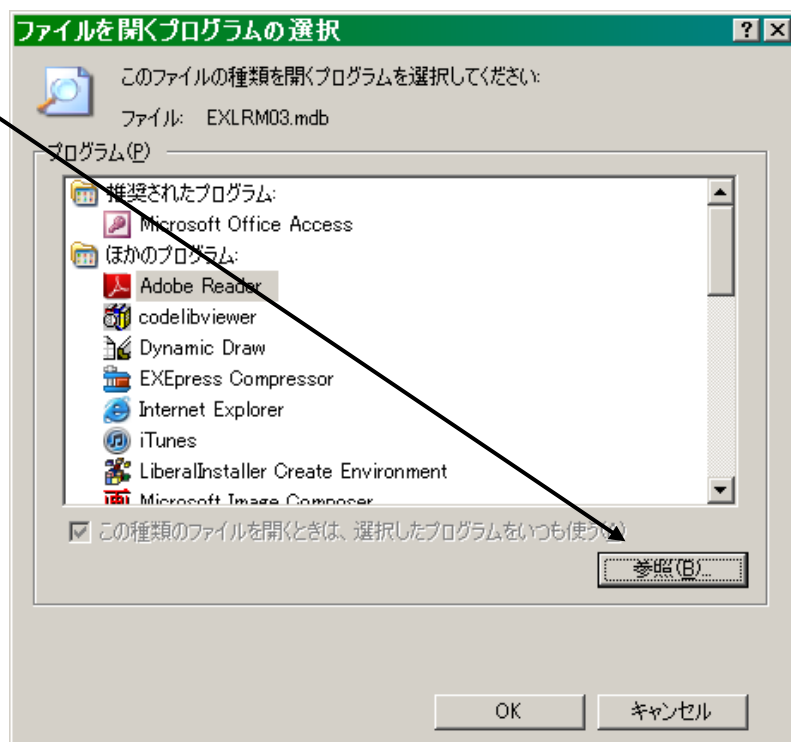 ファイルを開くプログラムの選択
このファイルの種類を開くプログラムを選択してください:
ファイル: EXLRM03.mdb
プログラム(P)
推奨されたプログラム:
Microsoft Office Access
ほかのプログラム:
Adobe Reader
codelibviewer
Dynamic Draw
EXEpress Compressor
Internet Explorer
iTunes
LiberalInstaller Create Environment
Microsoft Image Composer
この種類のファイルを開くときは、選択したプログラムをいつも使う(A)
参照(B)...
OK
キャンセル